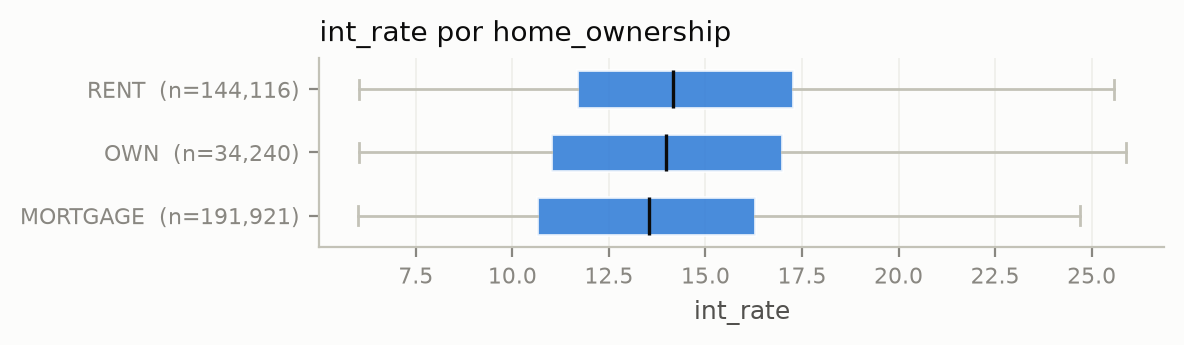 int_rate por home_ownership
RENT (n=144,116)
OWN (n=34,240)
MORTGAGE (n=191,921)
7.5 10.0 12.5 15.0 17.5 20.0 22.5 25.0
int_rate